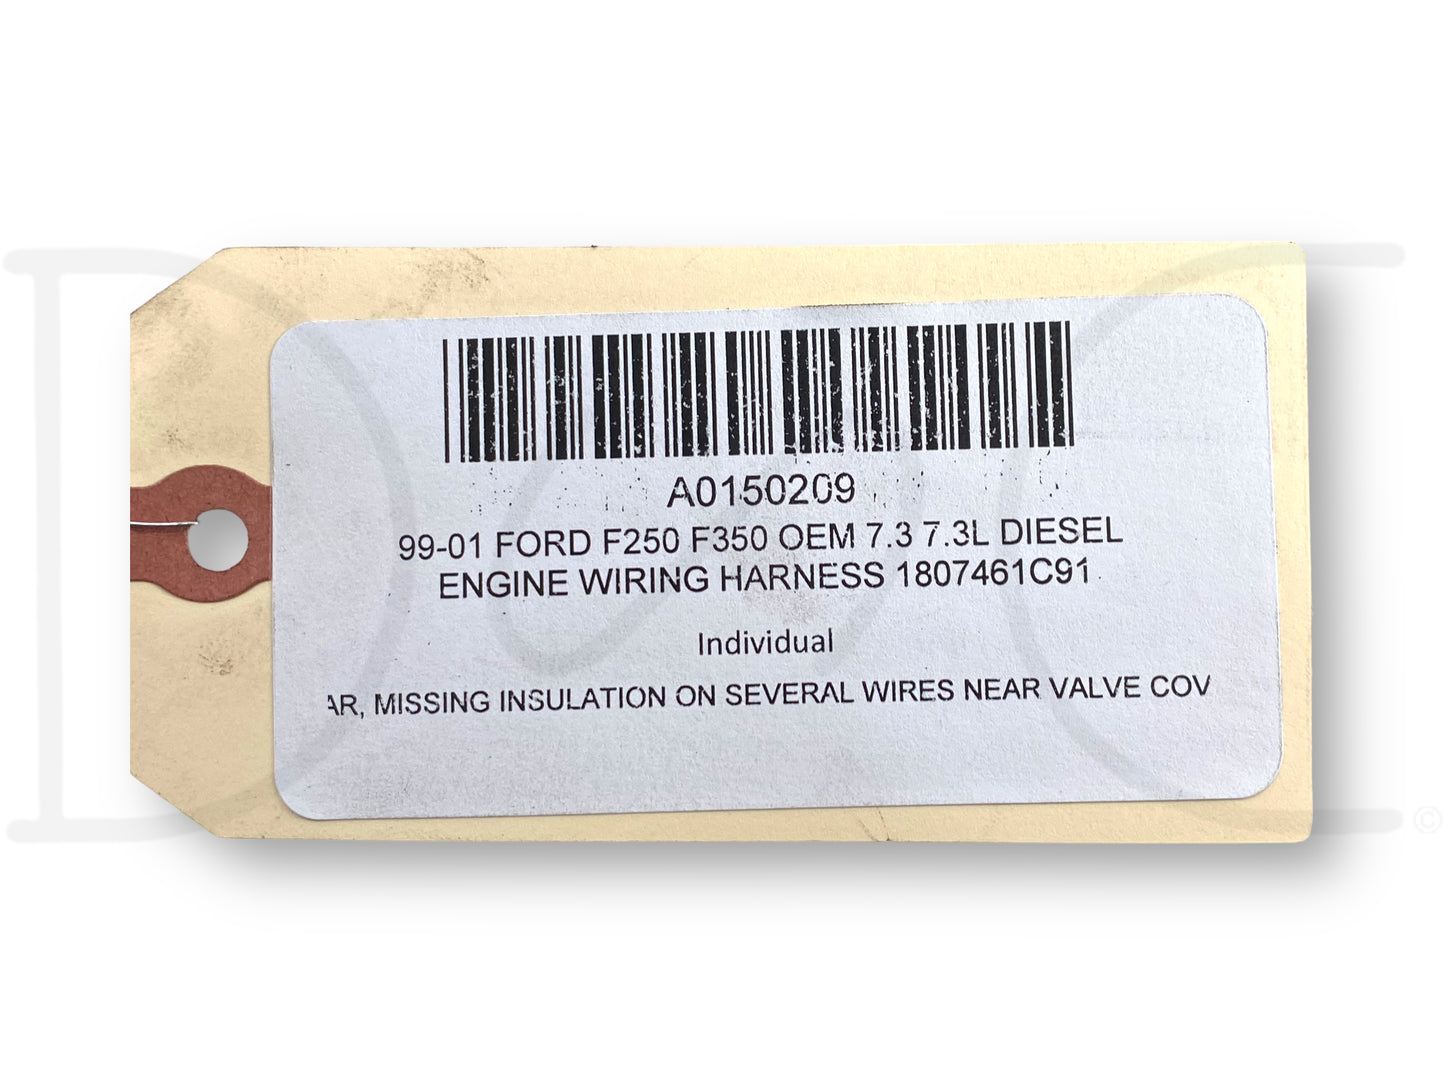 A0150209
99-01 FORD F250 F350 OEM 7.3 7.3L DIESEL
ENGINE WIRING HARNESS 1807461C91
Individual
AR, MISSING INSULATION ON SEVERAL WIRES NEAR VALVE COV
©